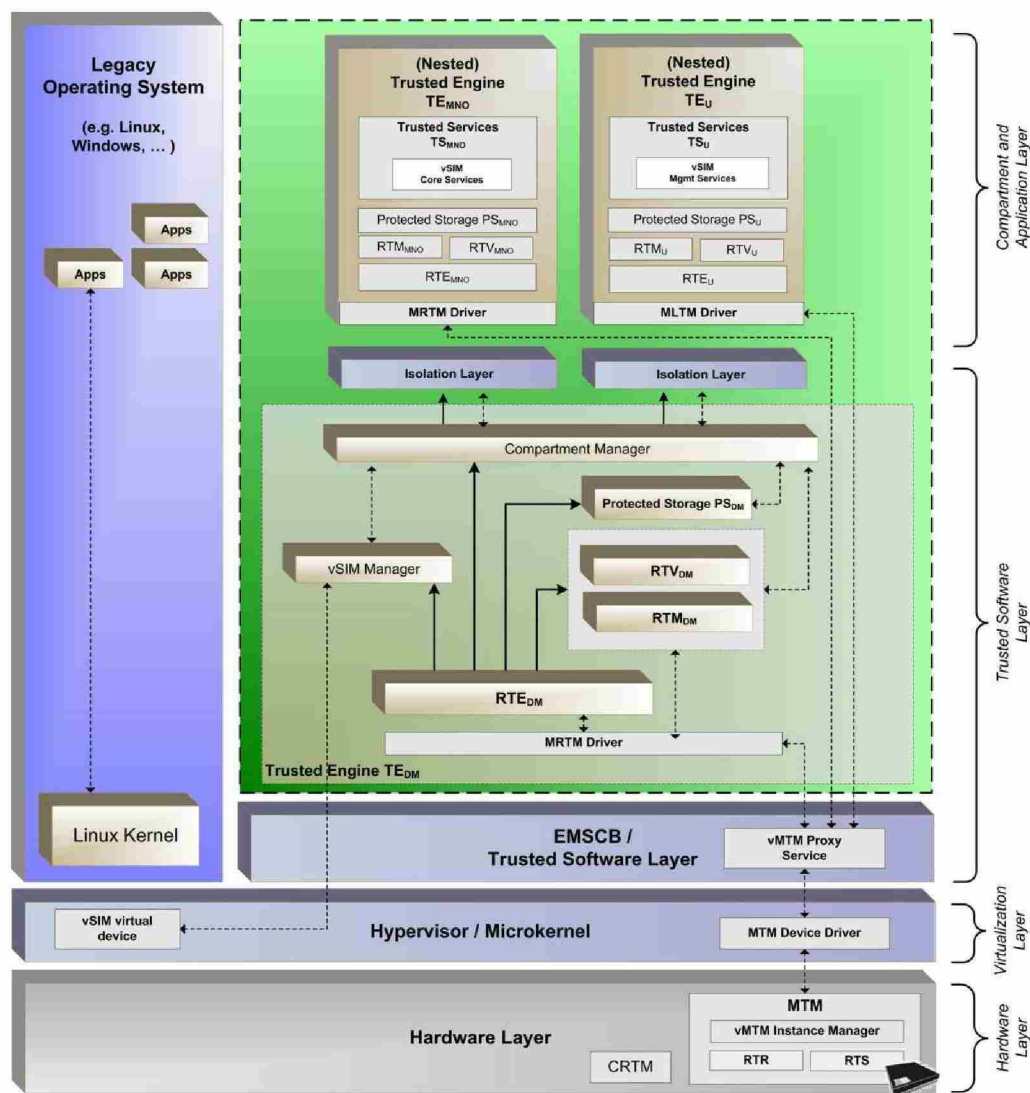 Legacy
Operating System
(e.g. Linux,
Windows, ... )
Apps
Apps
Apps
Linux Kernel
(Nested)
Trusted Engine
TEMNO
Trusted Services
TSMNO
vSIM
Core Services
Protected Storage PSMNO
RTMMNO
RTVMNO
RTEMNO
MRTM Driver
(Nested)
Trusted Engine
TEU
Trusted Services
TSU
vSIM
Mgmt Services
Protected Storage PSU
RTMU
RTVU
RTEU
MLTM Driver
Isolation Layer
Isolation Layer
Compartment Manager
Protected Storage PSDM
vSIM Manager
RTVDM
RTMDM
RTEDM
MRTM Driver
Trusted Engine TEDM
EMSCB /
Trusted Software Layer
vMTM Proxy
Service
vSIM virtual
device
Hypervisor / Microkernel
MTM Device Driver
Hardware Layer
CRTM
MTM
vMTM Instance Manager
RTR
RTS
Compartment and
Application Layer
Trusted Software
Layer
Virtualization
Layer
Hardware
Layer